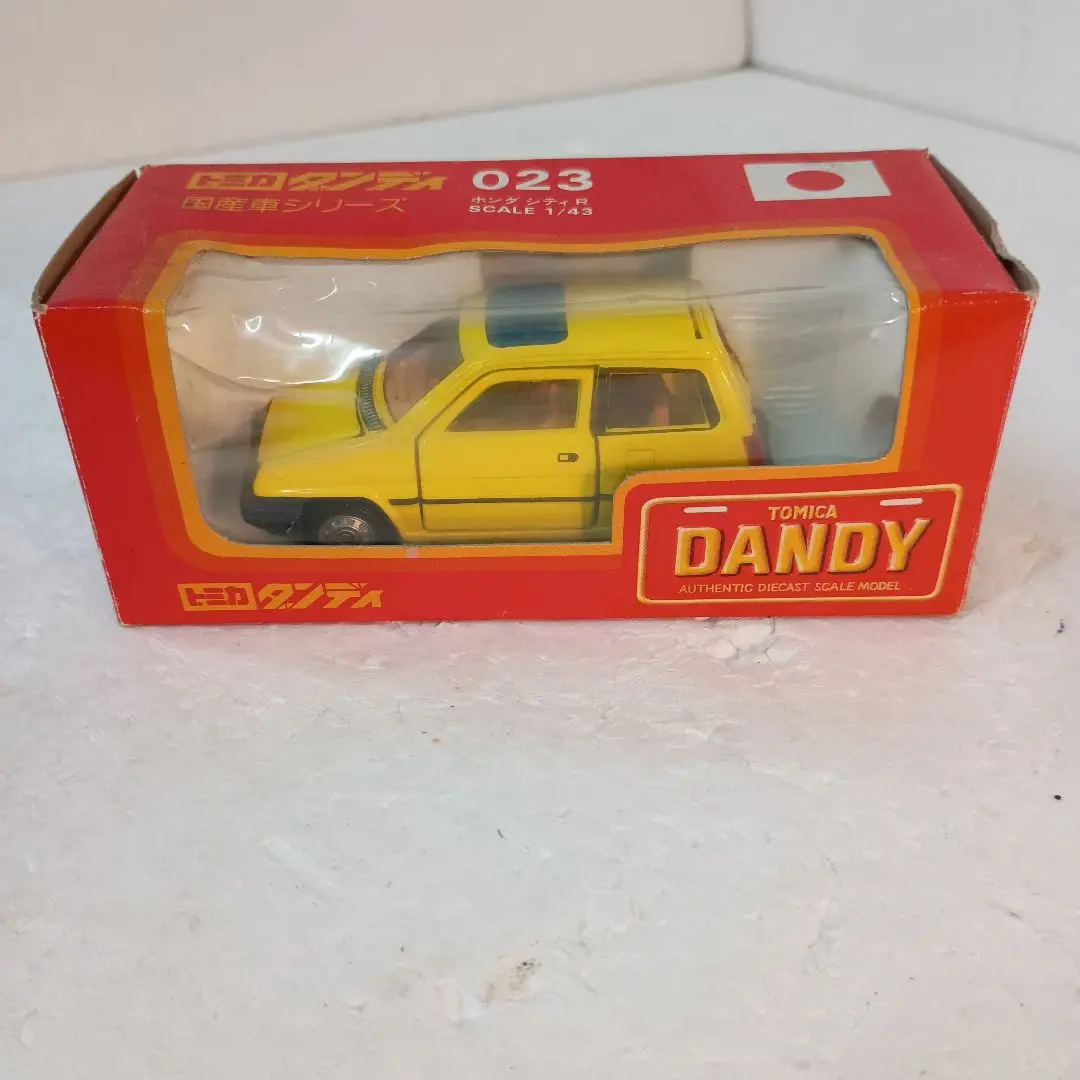 トミカ ダンディ
国産車シリーズ
023
ホンダ シティR
SCALE 1/43
TOMICA
DANDY
AUTHENTIC DIECAST SCALE MODEL
トミカ ダンディ